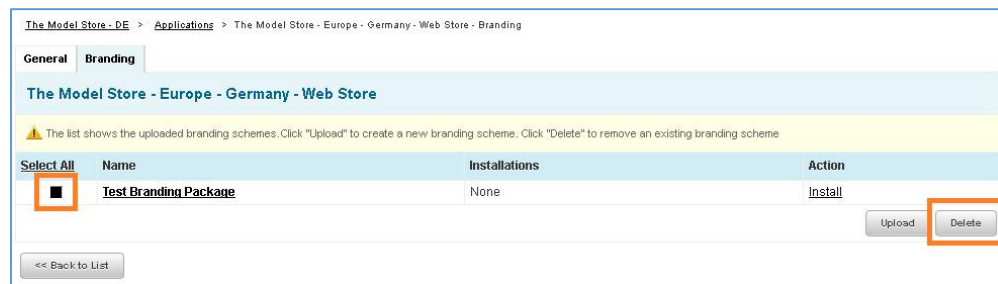 The Model Store - DE > Applications > The Model Store - Europe - Germany - Web Store - Branding
General Branding
The Model Store - Europe - Germany - Web Store
The list shows the uploaded branding schemes. Click "Upload" to create a new branding scheme. Click "Delete" to remove an existing branding scheme
Select All Name Installations Action
Test Branding Package None Install
Upload Delete
<< Back to List